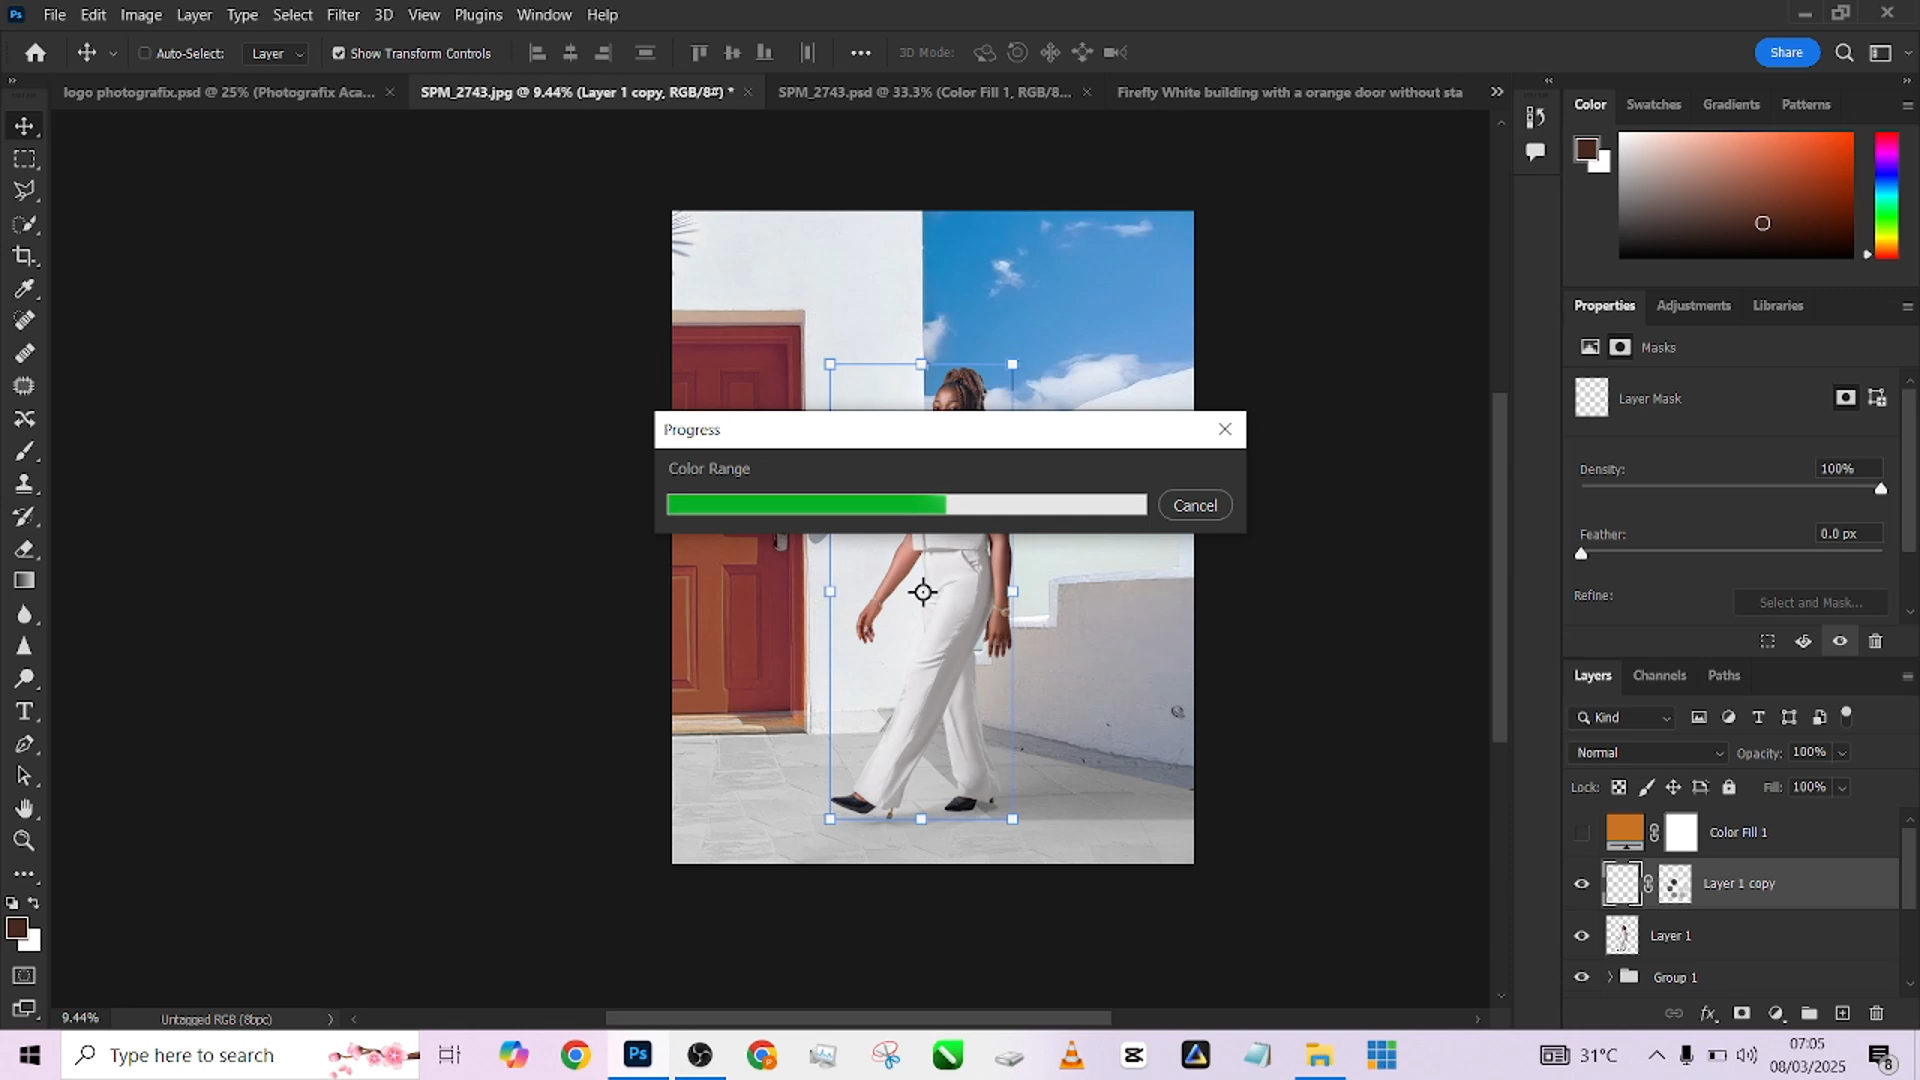 File Edit Image Layer Type Select Filter 3D View Plugins Window Help
Auto-Select: Layer Show Transform Controls 3D Mode: Share
logo photografix.psd @ 25% (Photografix Aca... SPM_2743.jpg @ 9.44% (Layer 1 copy, RGB/8#) * SPM_2743.psd @ 33.3% (Color Fill 1, RGB/8... Firefly White building with a orange door without sta
Color Swatches Gradients Patterns
Properties Adjustments Libraries
Masks
Layer Mask
Progress
Color Range
Cancel
Density: 100%
Feather: 0.0 px
Refine: Select and Mask...
Layers Channels Paths
Kind
Normal Opacity: 100%
Lock: Fill: 100%
Color Fill 1
Layer 1 copy
Layer 1
Group 1
9.44% Untagged RGB (8bpc)
Type here to search 31°C 07:05
08/03/2025 8